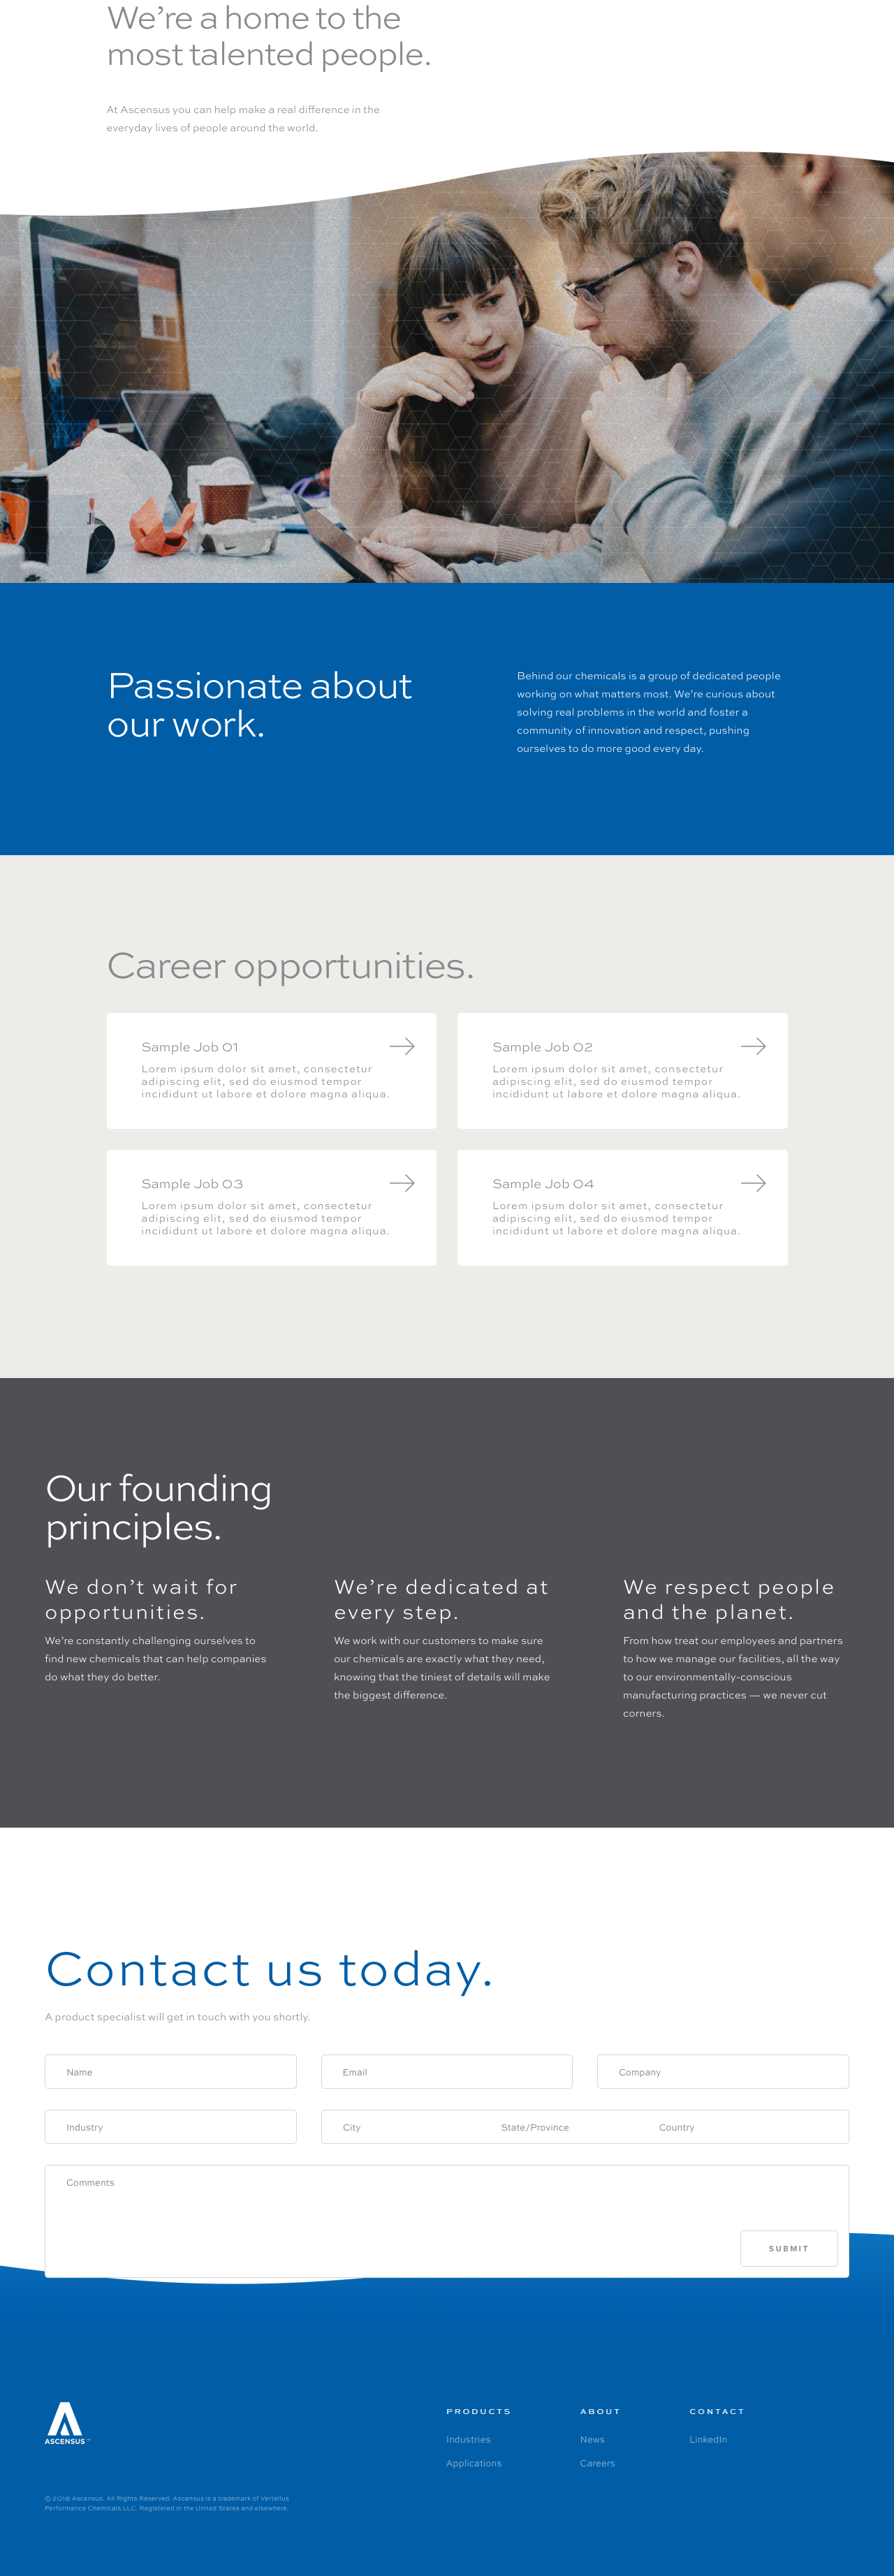 We’re a home to the
most talented people.
At Ascensus you can help make a real difference in the
everyday lives of people around the world.
Passionate about
our work.
Behind our chemicals is a group of dedicated people
working on what matters most. We’re curious about
solving real problems in the world and foster a
community of innovation and respect, pushing
ourselves to do more good every day.
Career opportunities.
Sample Job 01
Lorem ipsum dolor sit amet, consectetur
adipiscing elit, sed do eiusmod tempor
incididunt ut labore et dolore magna aliqua.
Sample Job 02
Lorem ipsum dolor sit amet, consectetur
adipiscing elit, sed do eiusmod tempor
incididunt ut labore et dolore magna aliqua.
Sample Job 03
Lorem ipsum dolor sit amet, consectetur
adipiscing elit, sed do eiusmod tempor
incididunt ut labore et dolore magna aliqua.
Sample Job 04
Lorem ipsum dolor sit amet, consectetur
adipiscing elit, sed do eiusmod tempor
incididunt ut labore et dolore magna aliqua.
Our founding
principles.
We don’t wait for
opportunities.
We’re constantly challenging ourselves to
find new chemicals that can help companies
do what they do better.
We’re dedicated at
every step.
We work with our customers to make sure
our chemicals are exactly what they need,
knowing that the tiniest of details will make
the biggest difference.
We respect people
and the planet.
From how treat our employees and partners
to how we manage our facilities, all the way
to our environmentally-conscious
manufacturing practices — we never cut
corners.
Contact us today.
A product specialist will get in touch with you shortly.
Name
Email
Company
Industry
City
State/Province
Country
Comments
SUBMIT
ASCENSUS™
PRODUCTS
Industries
Applications
ABOUT
News
Careers
CONTACT
LinkedIn
© 2018 Ascensus. All Rights Reserved. Ascensus is a trademark of Vertellus
Performance Chemicals LLC. Registered in the United States and elsewhere.